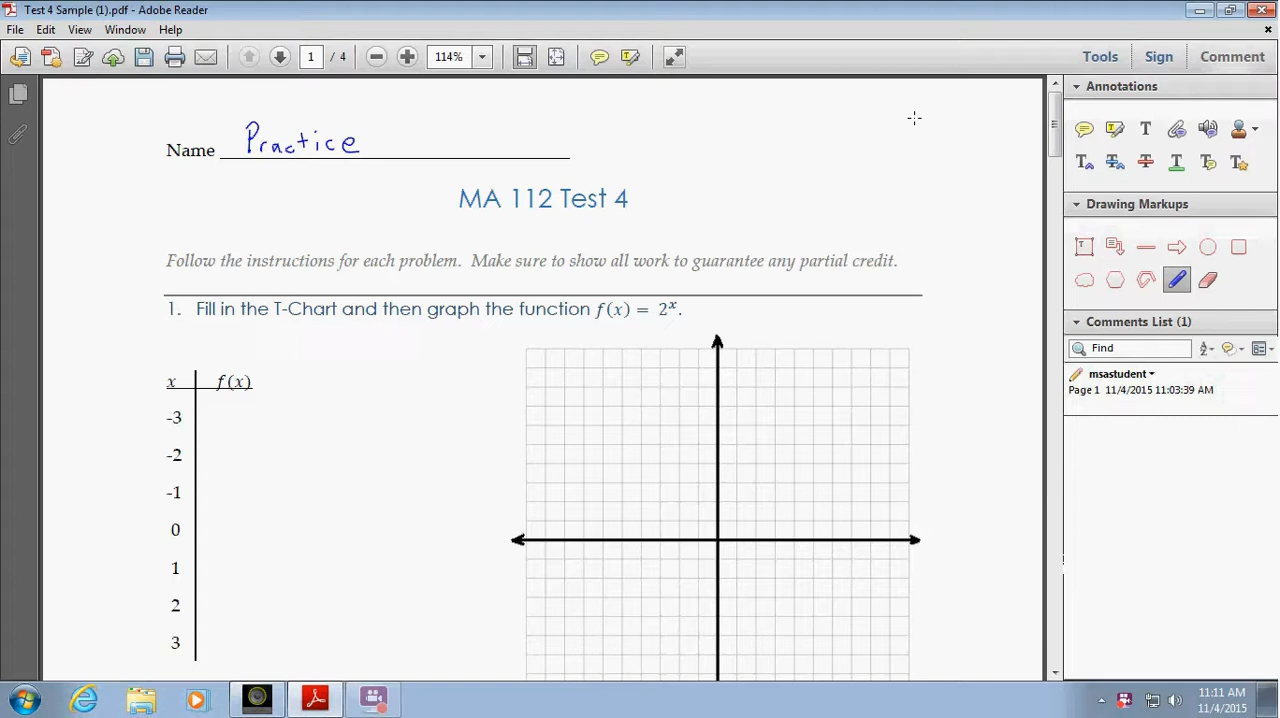 Test 4 Sample (1).pdf - Adobe Reader
File Edit View Window Help
1 / 4 114% Tools Sign Comment
Annotations
Drawing Markups
Comments List (1)
Find
msastudent
Page 1 11/4/2015 11:03:39 AM
Name Practice
MA 112 Test 4
Follow the instructions for each problem. Make sure to show all work to guarantee any partial credit.
1. Fill in the T-Chart and then graph the function f(x) = 2ˣ.
x f(x)
-3
-2
-1
0
1
2
3
11:11 AM
11/4/2015